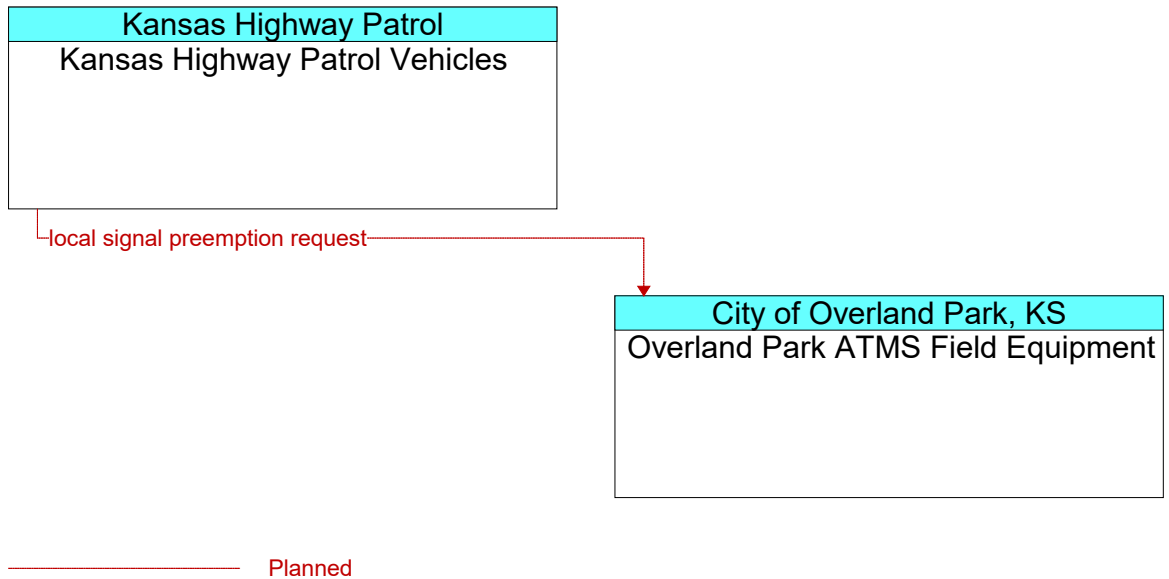 Kansas Highway Patrol
Kansas Highway Patrol Vehicles
local signal preemption request
City of Overland Park, KS
Overland Park ATMS Field Equipment
Planned